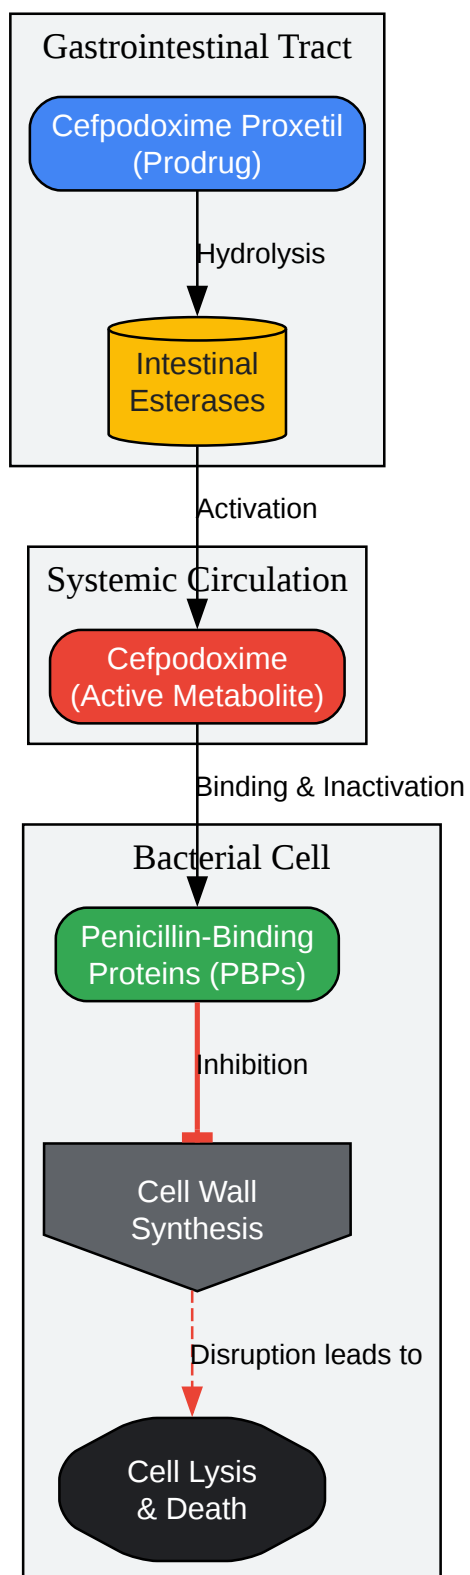 Gastrointestinal Tract
Cefpodoxime Proxetil
(Prodrug)
Hydrolysis
Intestinal
Esterases
Activation
Systemic Circulation
Cefpodoxime
(Active Metabolite)
Binding & Inactivation
Bacterial Cell
Penicillin-Binding
Proteins (PBPs)
Inhibition
Cell Wall
Synthesis
Disruption leads to
Cell Lysis
& Death